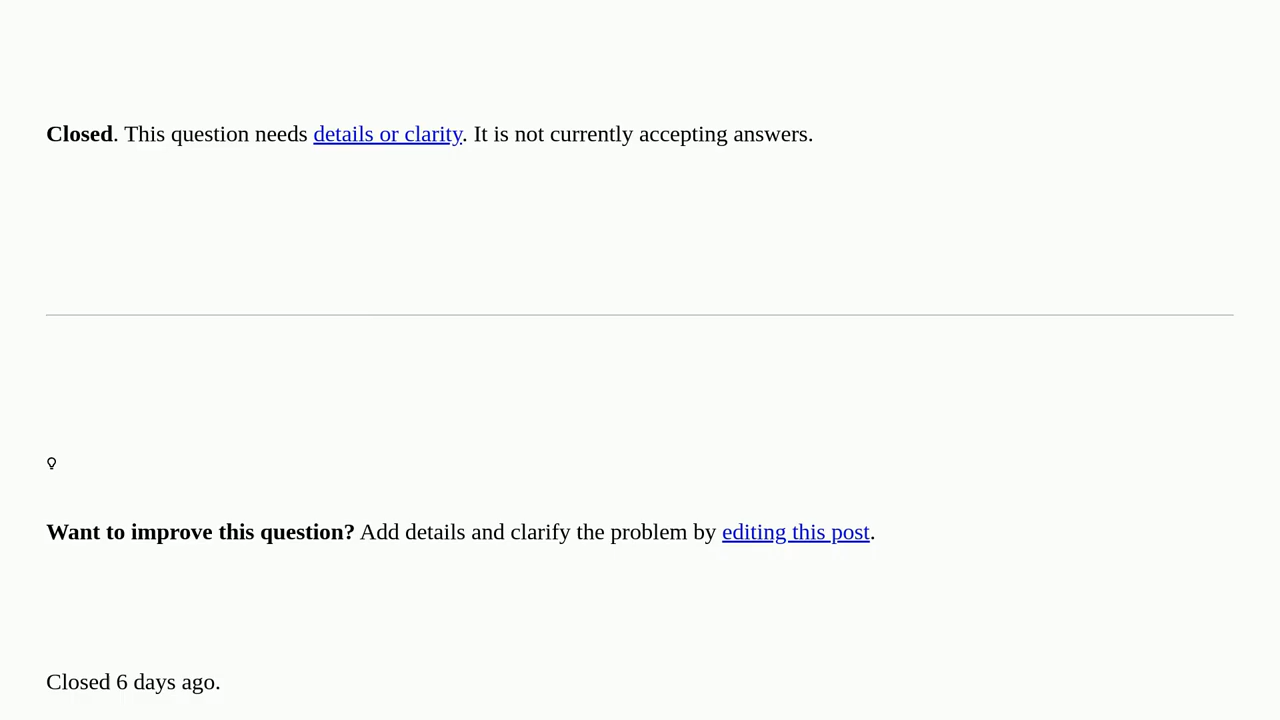 Closed. This question needs details or clarity. It is not currently accepting answers.
Want to improve this question? Add details and clarify the problem by editing this post.
Closed 6 days ago.